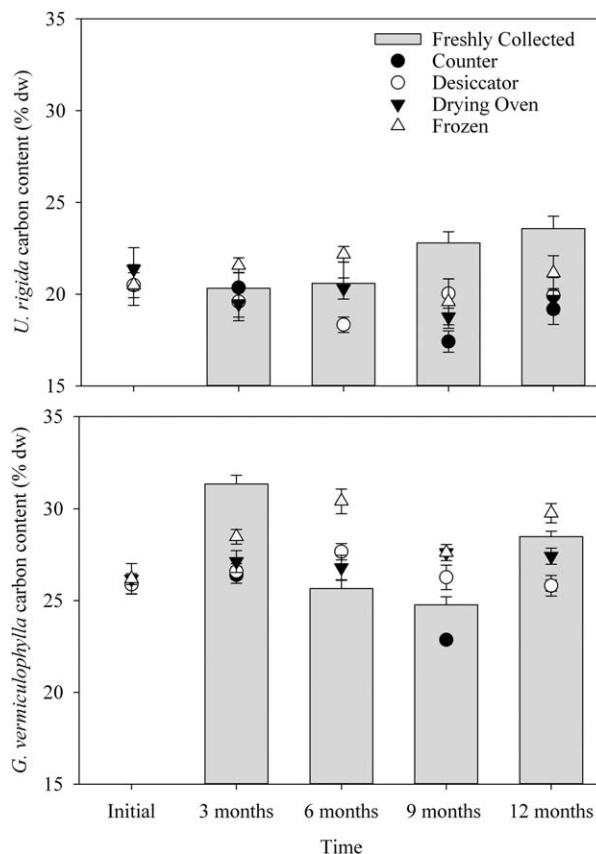 35
30
25
20
15
U. rigida carbon content (% dw)
Freshly Collected
Counter
Desiccator
Drying Oven
Frozen
35
30
25
20
15
G. vermiculophylla carbon content (% dw)
Initial 3 months 6 months 9 months 12 months
Time